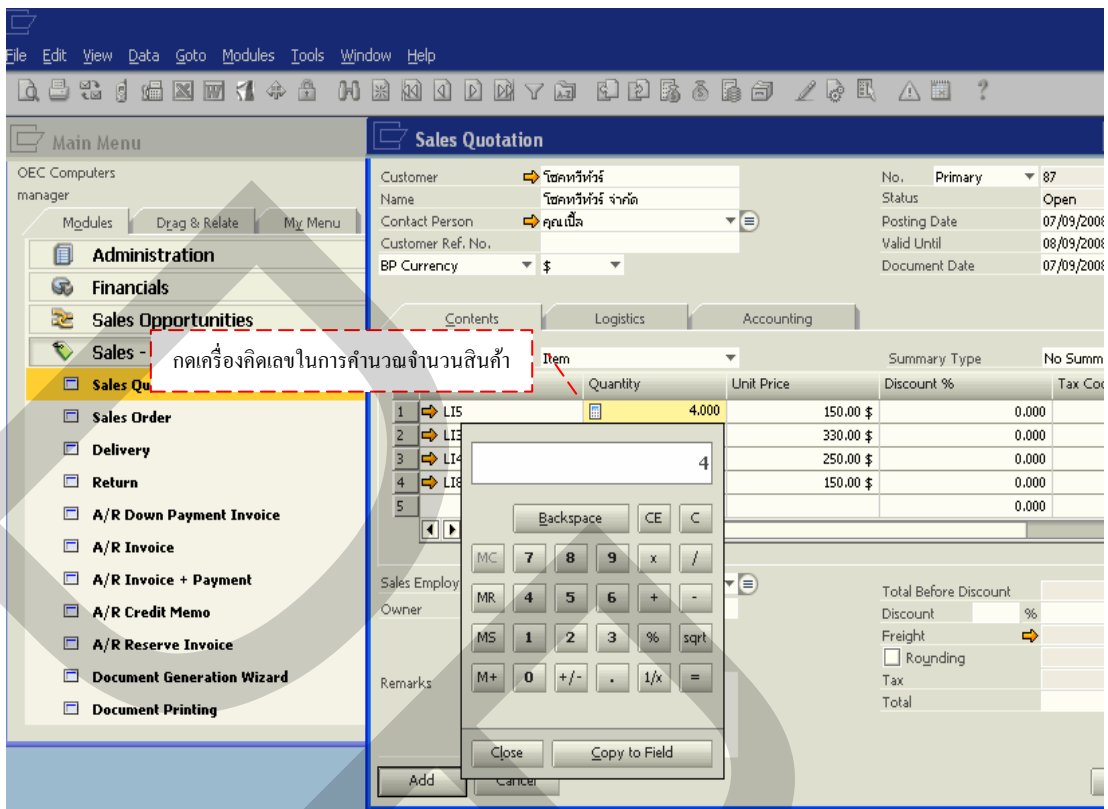 File Edit View Data Goto Modules Tools Window Help
Main Menu
OEC Computers
manager
Modules Drag & Relate My Menu
Administration
Financials
Sales Opportunities
Sales -
Sales Qu
Sales Order
Delivery
Return
A/R Down Payment Invoice
A/R Invoice
A/R Invoice + Payment
A/R Credit Memo
A/R Reserve Invoice
Document Generation Wizard
Document Printing
Sales Quotation
Customer โชคทวีทัวร์
Name โชคทวีทัวร์ จำกัด
Contact Person คุณเปิ้ล
Customer Ref. No.
BP Currency $
No. Primary 87
Status Open
Posting Date 07/09/2008
Valid Until 08/09/2008
Document Date 07/09/2008
Contents Logistics Accounting
กดเครื่องคิดเลขในการคำนวณจำนวนสินค้า
Item Summary Type No Summ
Quantity Unit Price Discount % Tax Coc
1 LI5 4.000 150.00 $ 0.000
2 LI3 330.00 $ 0.000
3 LI4 250.00 $ 0.000
4 LI8 150.00 $ 0.000
5 0.000
4
Backspace CE C
MC 7 8 9 x /
MR 4 5 6 + -
MS 1 2 3 % sqrt
M+ 0 +/- . 1/x =
Close Copy to Field
Sales Employ
Owner
Remarks
Total Before Discount
Discount %
Freight
Rounding
Tax
Total
Add Cancel